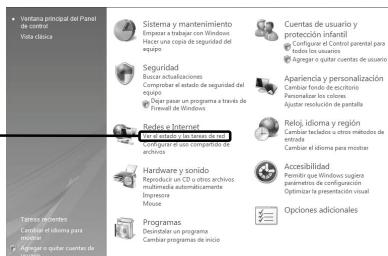 Ventana principal del Panel
de control
Vista clásica
Tareas recientes
Cambiar el idioma para
mostrar
Agregar o quitar cuentas de
usuario
Sistema y mantenimiento
Empezar a trabajar con Windows
Hacer una copia de seguridad del
equipo
Seguridad
Buscar actualizaciones
Comprobar el estado de seguridad del
equipo
Dejar pasar un programa a través de
Firewall de Windows
Redes e Internet
Ver el estado y las tareas de red
Configurar el uso compartido de
archivos
Hardware y sonido
Reproducir un CD u otros archivos
multimedia automáticamente
Impresora
Mouse
Programas
Desinstalar un programa
Cambiar programas de inicio
Cuentas de usuario y
protección infantil
Configurar el Control parental para
todos los usuarios
Agregar o quitar cuentas de usuario
Apariencia y personalización
Cambiar fondo de escritorio
Personalizar los colores
Ajustar resolución de pantalla
Reloj, idioma y región
Cambiar teclados u otros métodos de
entrada
Cambiar el idioma para mostrar
Accesibilidad
Permitir que Windows sugiera
parámetros de configuración
Optimizar la presentación visual
Opciones adicionales